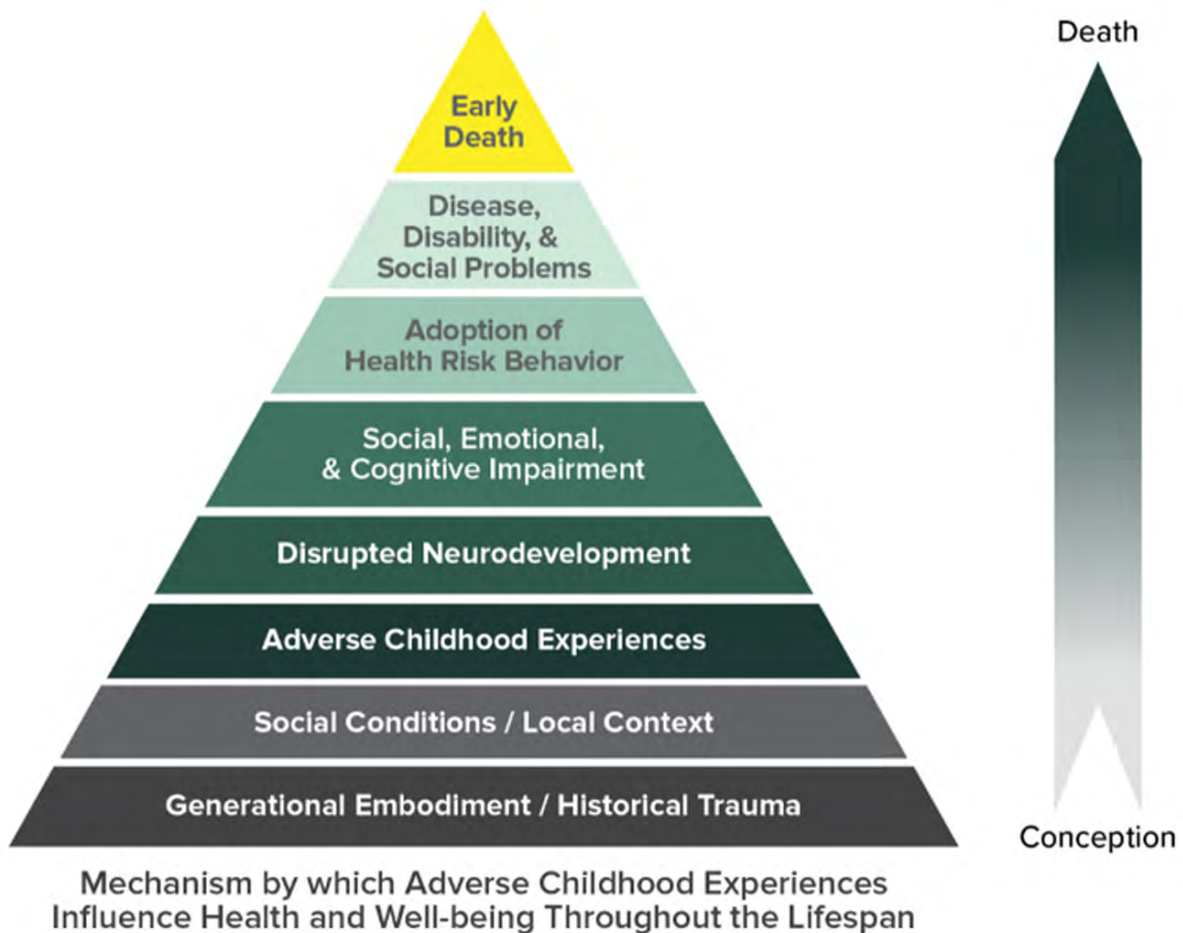 Death
Early
Death
Disease,
Disability, &
Social Problems
Adoption of
Health Risk Behavior
Social, Emotional,
& Cognitive Impairment
Disrupted Neurodevelopment
Adverse Childhood Experiences
Social Conditions / Local Context
Generational Embodiment / Historical Trauma
Conception
Mechanism by which Adverse Childhood Experiences
Influence Health and Well-being Throughout the Lifespan